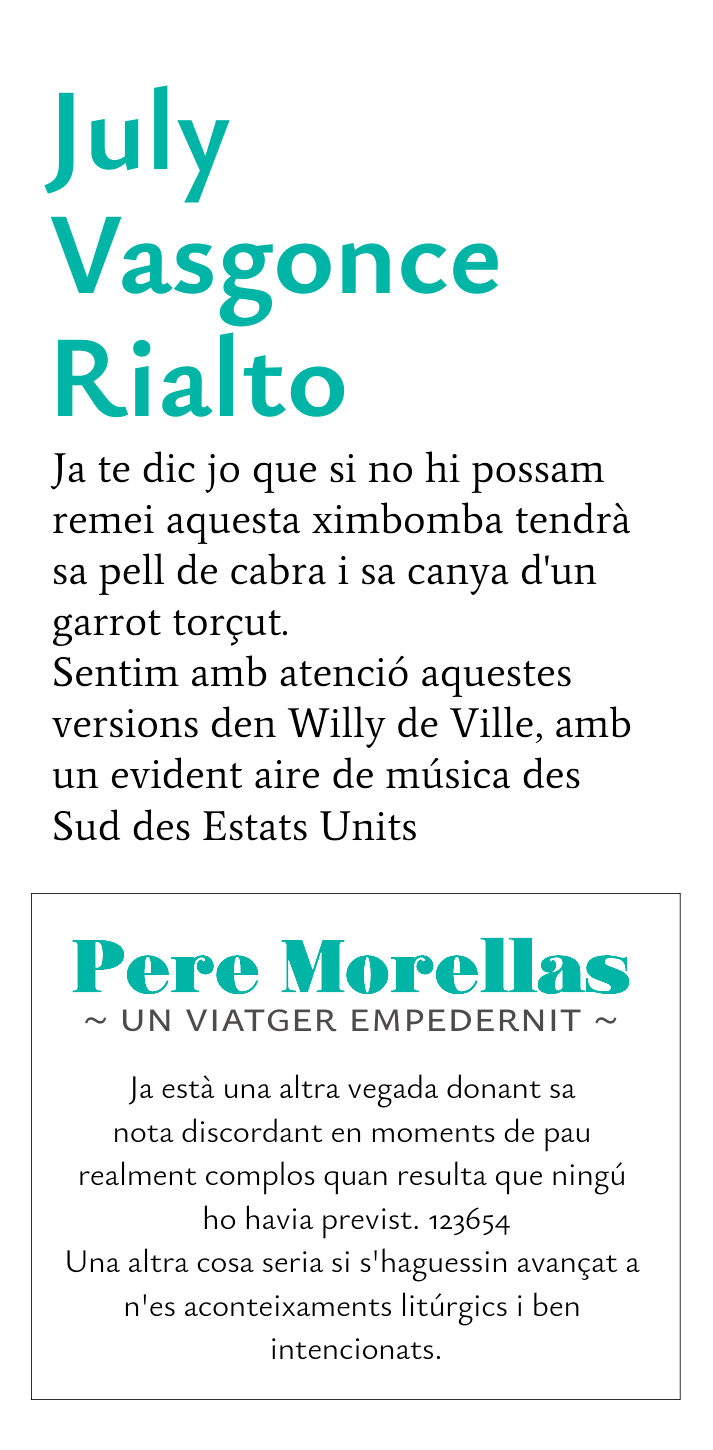 July
Vasgonce
Rialto
Ja te dic jo que si no hi possam
remei aquesta ximbomba tendrà
sa pell de cabra i sa canya d'un
garrot torçut.
Sentim amb atenció aquestes
versions den Willy de Ville, amb
un evident aire de música des
Sud des Estats Units
Pere Morellas
~ UN VIATGER EMPEDERNIT ~
Ja està una altra vegada donant sa
nota discordant en moments de pau
realment complos quan resulta que ningú
ho havia previst. 123654
Una altra cosa seria si s'haguessin avançat a
n'es aconteixaments litúrgics i ben
intencionats.